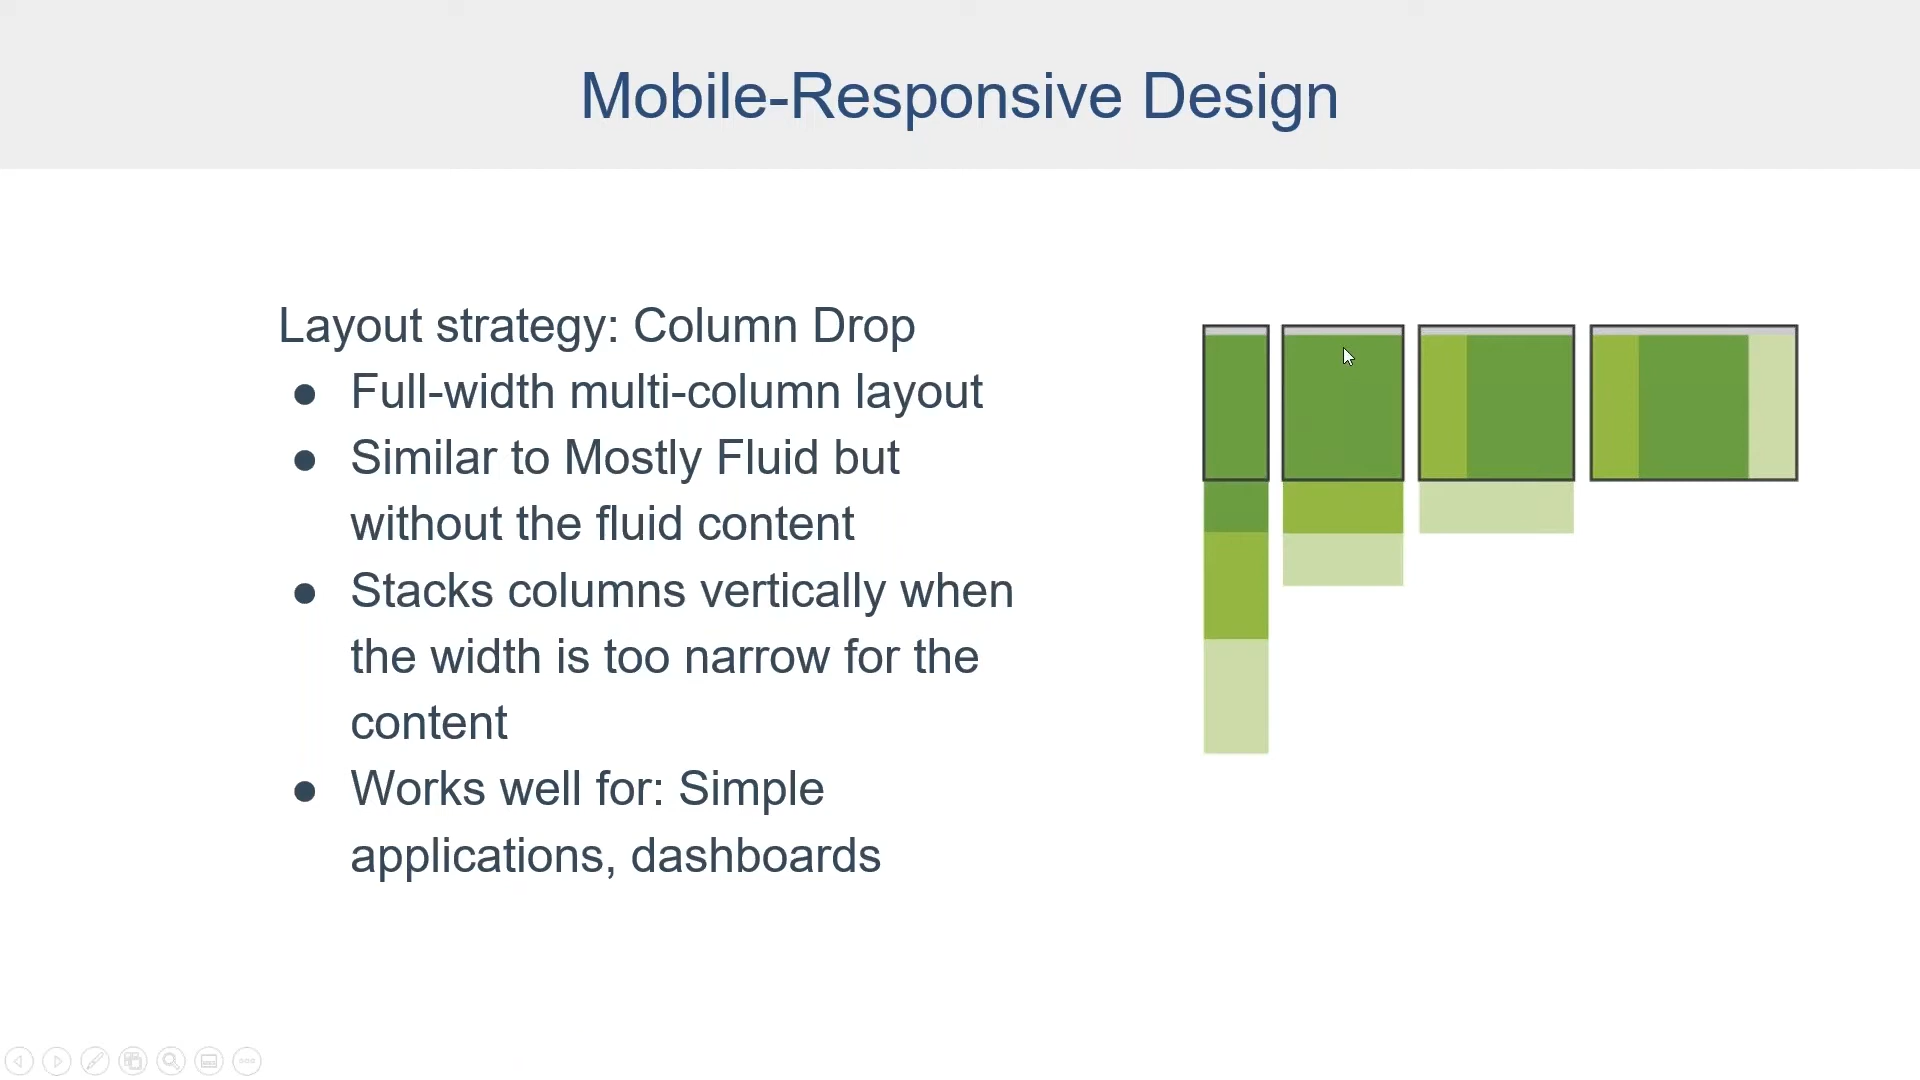 Mobile-Responsive Design
Layout strategy: Column Drop
● Full-width multi-column layout
● Similar to Mostly Fluid but
without the fluid content
● Stacks columns vertically when
the width is too narrow for the
content
● Works well for: Simple
applications, dashboards